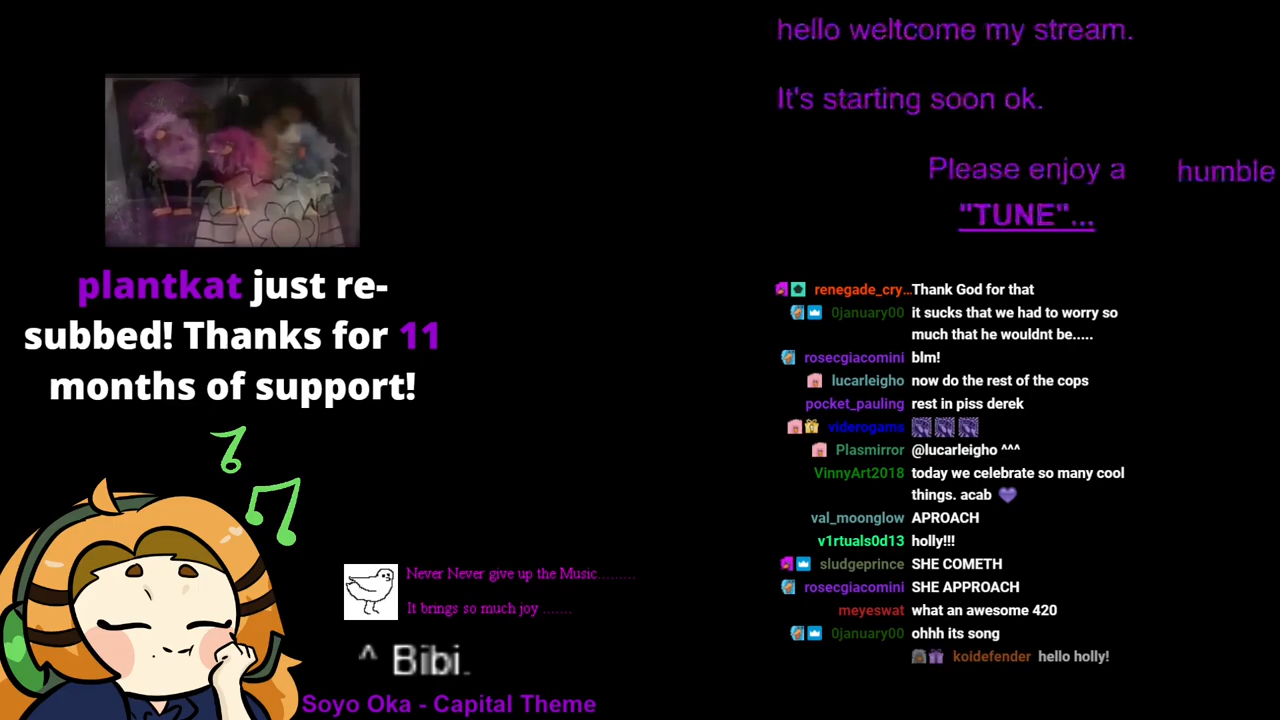 hello weltcome my stream.
It's starting soon ok.
Please enjoy a humble
"TUNE"...
plantkat just re-
subbed! Thanks for 11
months of support!
renegade_cry… Thank God for that
0january00 it sucks that we had to worry so
much that he wouldnt be.....
rosecgiacomini blm!
lucarleigho now do the rest of the cops
pocket_pauling rest in piss derek
viderogams
Plasmirror @lucarleigho ^^^
VinnyArt2018 today we celebrate so many cool
things. acab
val_moonglow APROACH
v1rtuals0d13 holly!!!
sludgeprince SHE COMETH
rosecgiacomini SHE APPROACH
meyeswat what an awesome 420
0january00 ohhh its song
koidefender hello holly!
Never Never give up the Music.........
It brings so much joy .......
^ Bibi.
Soyo Oka - Capital Theme